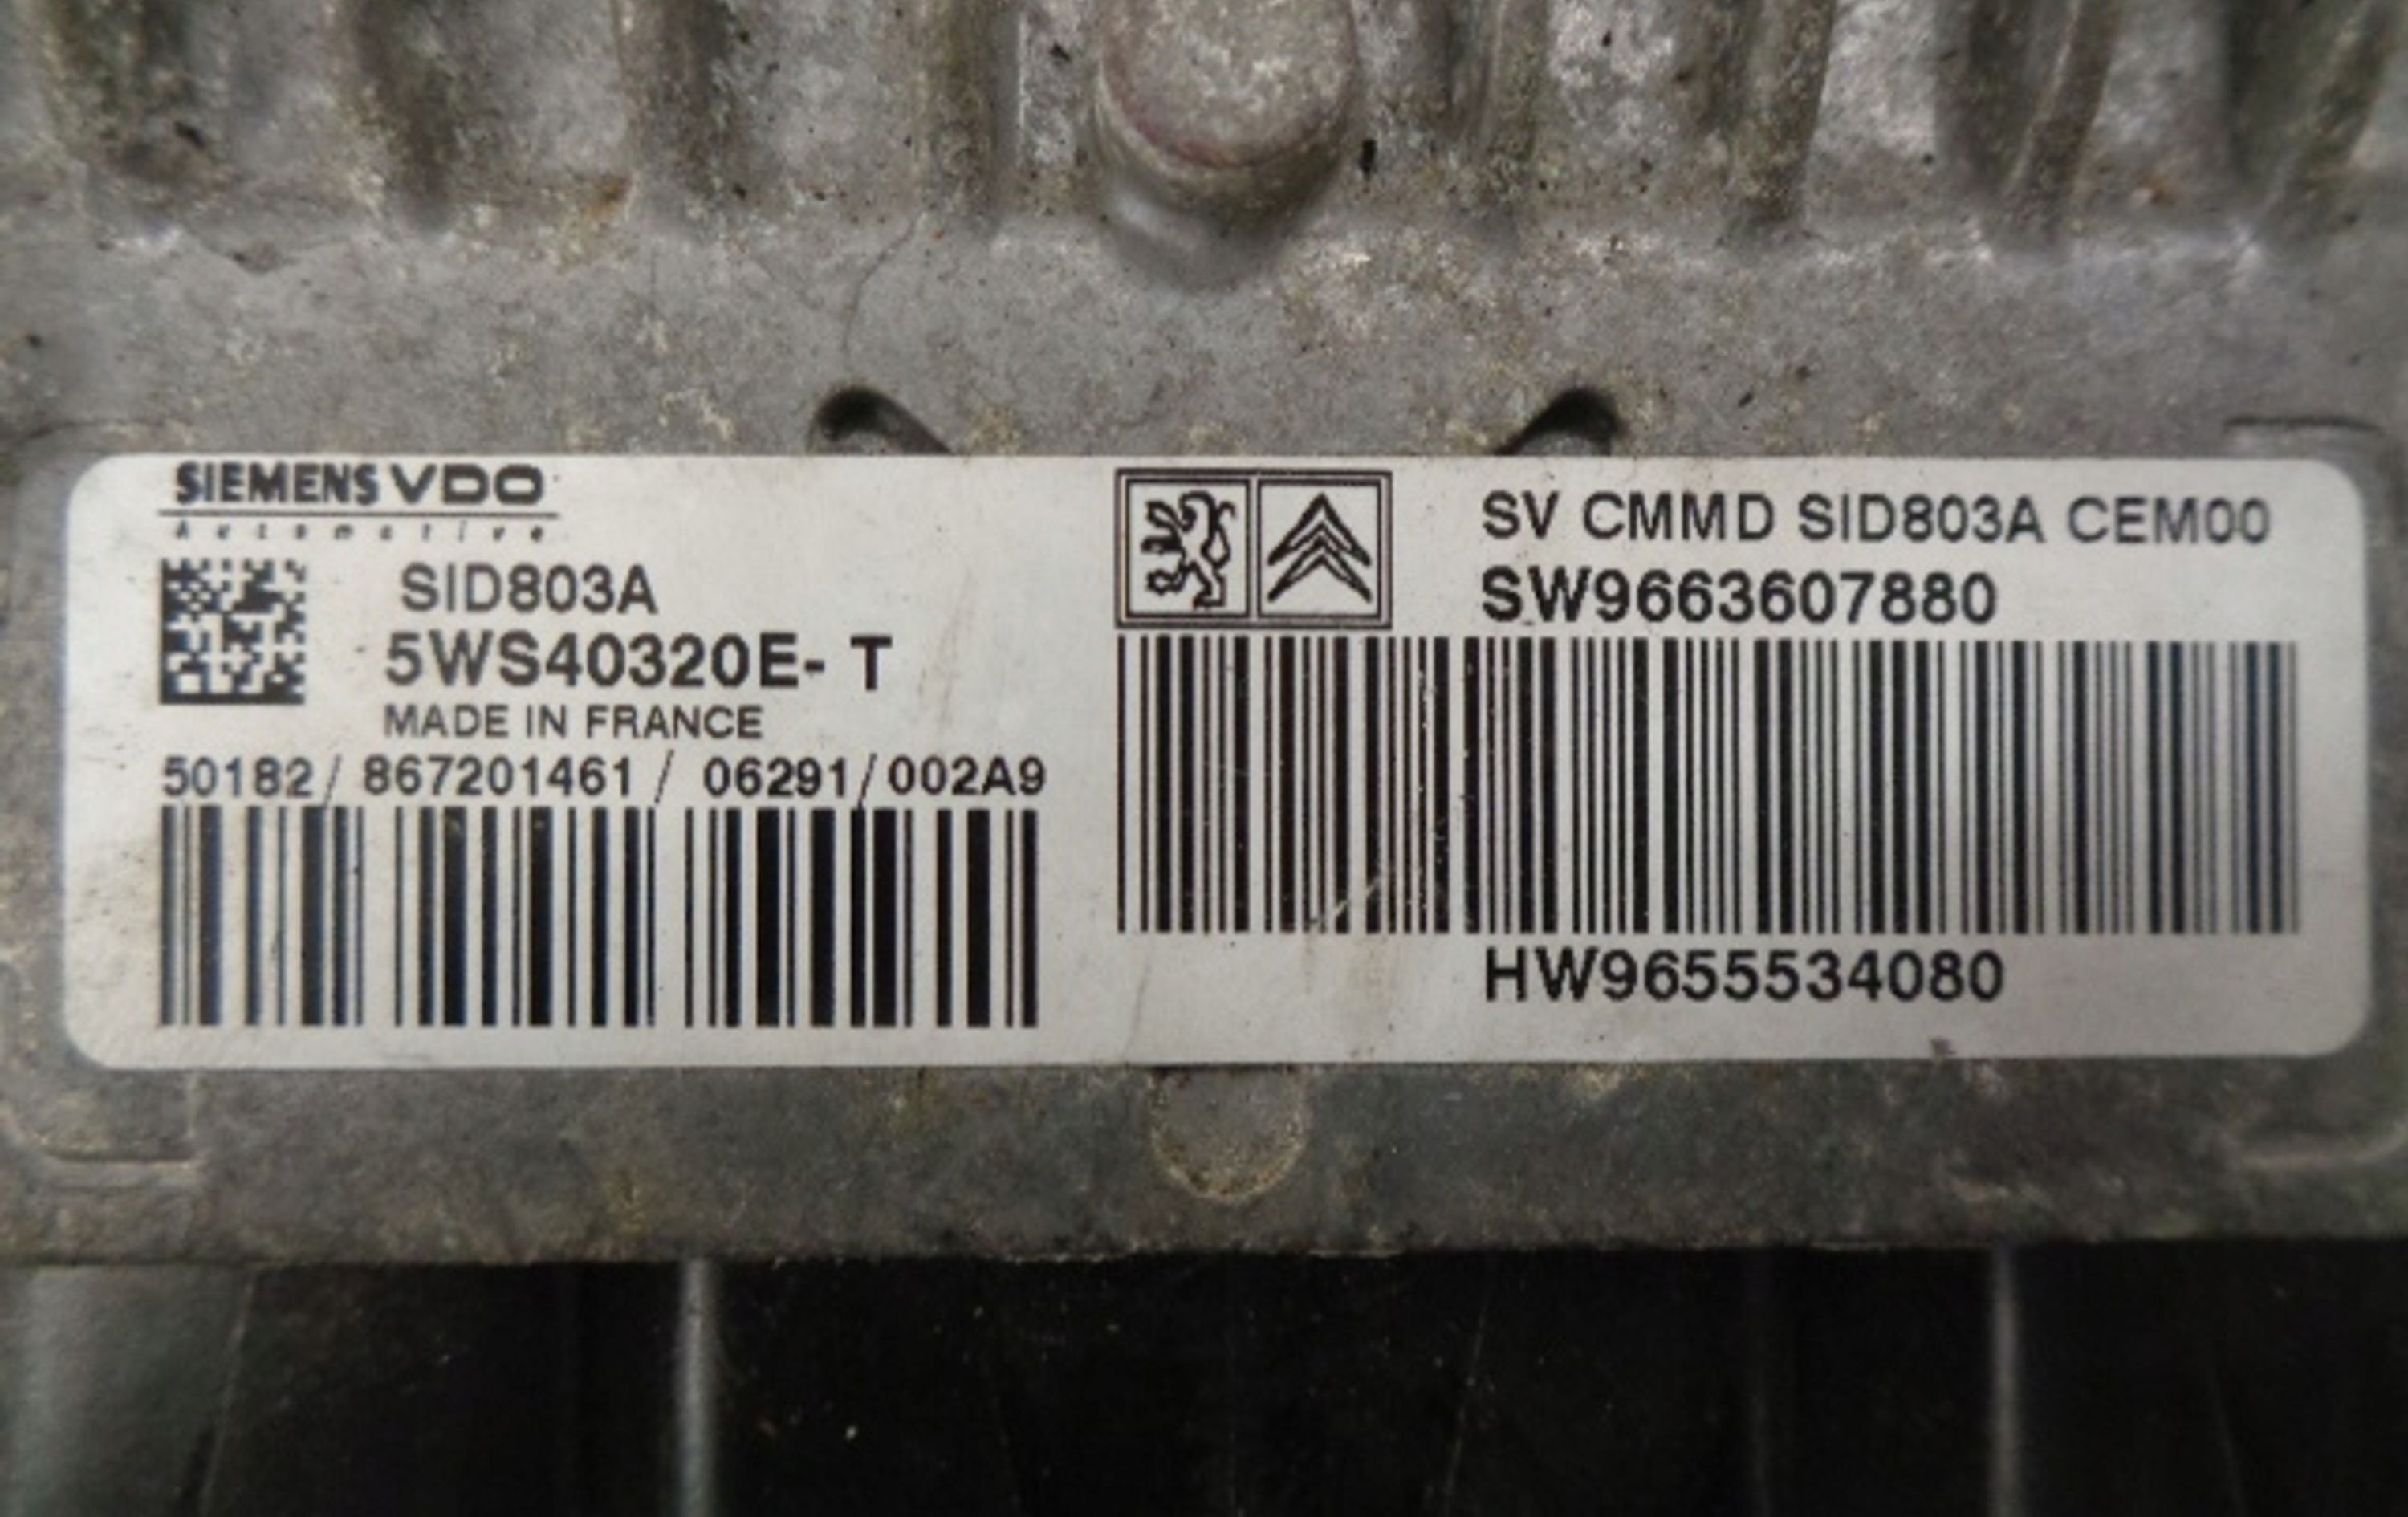 SIEMENS VDO
Automotive
SID803A
5WS40320E- T
MADE IN FRANCE
50182/ 867201461/ 06291/002A9
SV CMMD SID803A CEM00
SW9663607880
HW9655534080